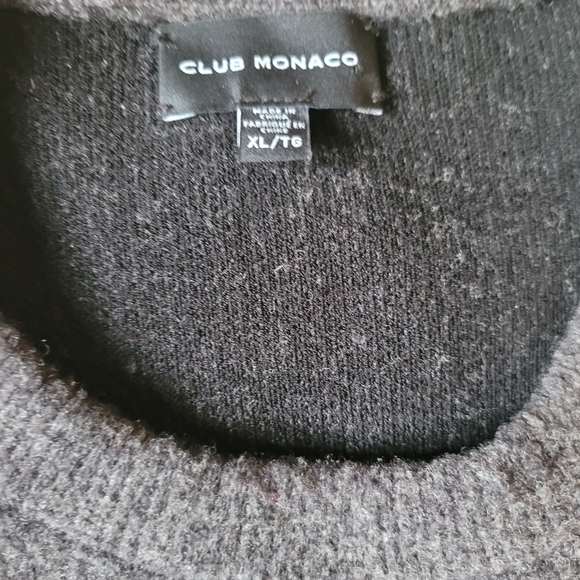 CLUB MONACO
MADE IN
CHINA
FABRIQUÉ EN
CHINE
XL/TG